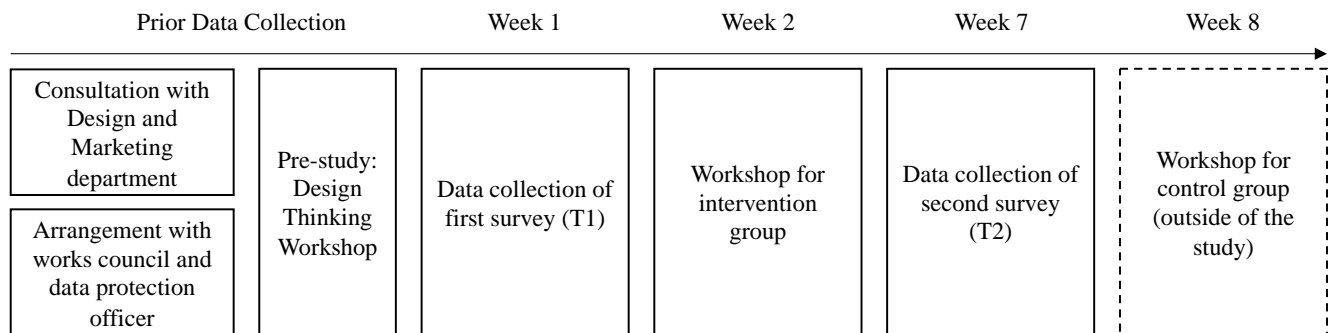 Prior Data Collection
Week 1
Week 2
Week 7
Week 8
Consultation with
Design and
Marketing
department
Arrangement with
works council and
data protection
officer
Pre-study:
Design
Thinking
Workshop
Data collection of
first survey (T1)
Workshop for
intervention
group
Data collection of
second survey
(T2)
Workshop for
control group
(outside of the
study)